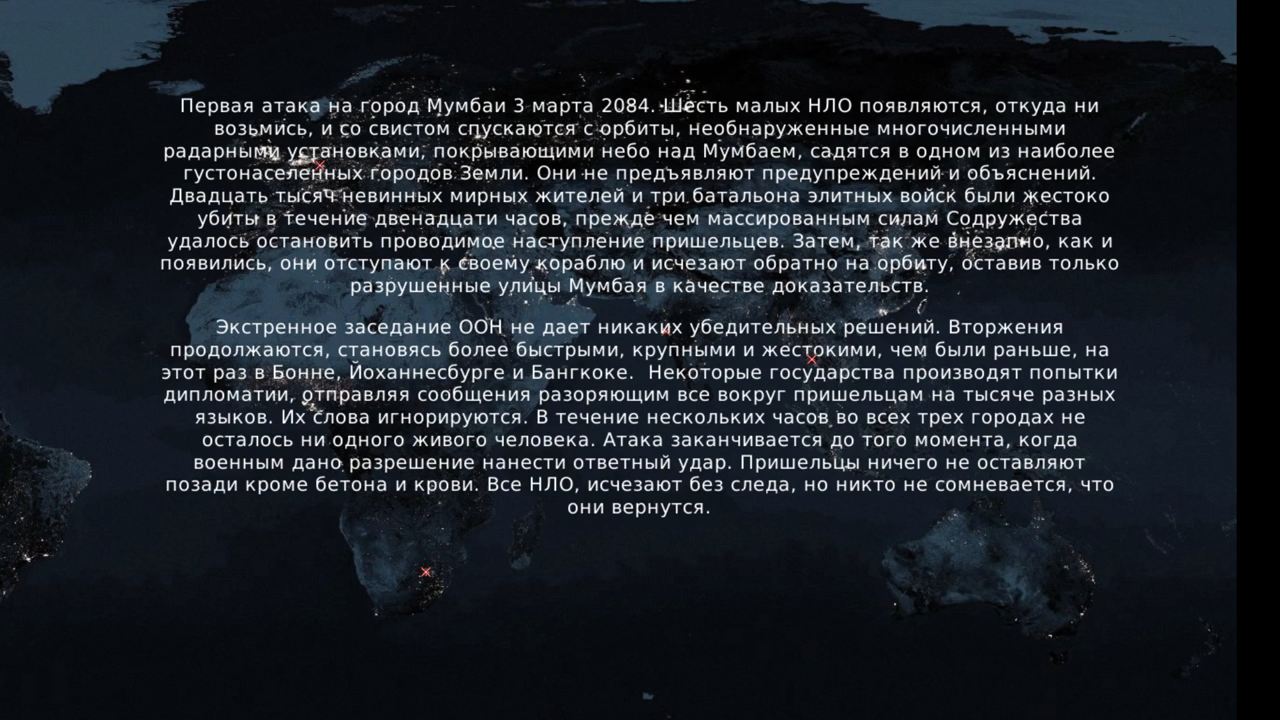 Первая атака на город Мумбаи 3 марта 2084. Шесть малых НЛО появляются, откуда ни
возьмись, и со свистом спускаются с орбиты, необнаруженные многочисленными
радарными установками, покрывающими небо над Мумбаем, садятся в одном из наиболее
густонаселенных городов Земли. Они не предъявляют предупреждений и объяснений.
Двадцать тысяч невинных мирных жителей и три батальона элитных войск были жестоко
убиты в течение двенадцати часов, прежде чем массированным силам Содружества
удалось остановить проводимое наступление пришельцев. Затем, так же внезапно, как и
появились, они отступают к своему кораблю и исчезают обратно на орбиту, оставив только
разрушенные улицы Мумбая в качестве доказательств.
Экстренное заседание ООН не дает никаких убедительных решений. Вторжения
продолжаются, становясь более быстрыми, крупными и жестокими, чем были раньше, на
этот раз в Бонне, Йоханнесбурге и Бангкоке.  Некоторые государства производят попытки
дипломатии, отправляя сообщения разоряющим все вокруг пришельцам на тысяче разных
языков. Их слова игнорируются. В течение нескольких часов во всех трех городах не
осталось ни одного живого человека. Атака заканчивается до того момента, когда
военным дано разрешение нанести ответный удар. Пришельцы ничего не оставляют
позади кроме бетона и крови. Все НЛО, исчезают без следа, но никто не сомневается, что
они вернутся.